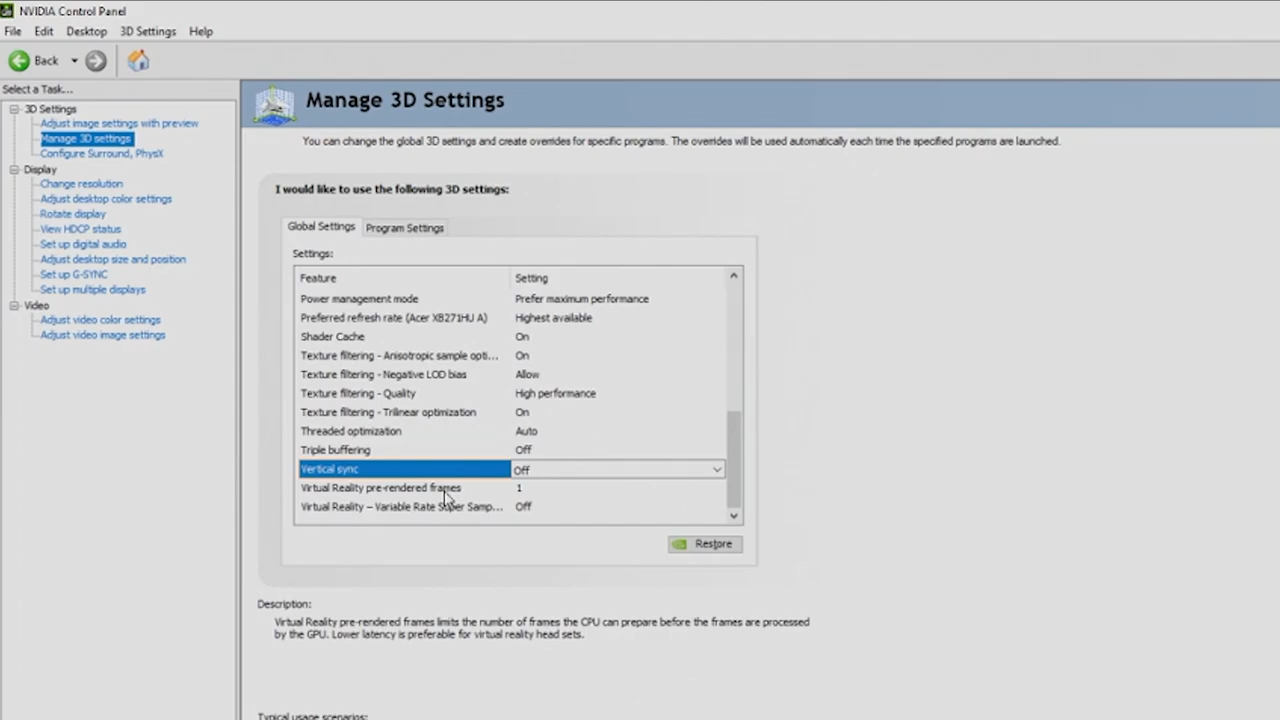 NVIDIA Control Panel
File Edit Desktop 3D Settings Help
Back
Select a Task...
3D Settings
Adjust image settings with preview
Manage 3D settings
Configure Surround, PhysX
Display
Change resolution
Adjust desktop color settings
Rotate display
View HDCP status
Set up digital audio
Adjust desktop size and position
Set up G-SYNC
Set up multiple displays
Video
Adjust video color settings
Adjust video image settings
Manage 3D Settings
You can change the global 3D settings and create overrides for specific programs. The overrides will be used automatically each time the specified programs are launched.
I would like to use the following 3D settings:
Global Settings Program Settings
Settings:
Feature Setting
Power management mode Prefer maximum performance
Preferred refresh rate (Acer XB271HU A) Highest available
Shader Cache On
Texture filtering - Anisotropic sample opti... On
Texture filtering - Negative LOD bias Allow
Texture filtering - Quality High performance
Texture filtering - Trilinear optimization On
Threaded optimization Auto
Triple buffering Off
Vertical sync Off
Virtual Reality pre-rendered frames 1
Virtual Reality – Variable Rate Super Samp... Off
Restore
Description:
Virtual Reality pre-rendered frames limits the number of frames the CPU can prepare before the frames are processed
by the GPU. Lower latency is preferable for virtual reality head sets.
Typical usage scenarios: